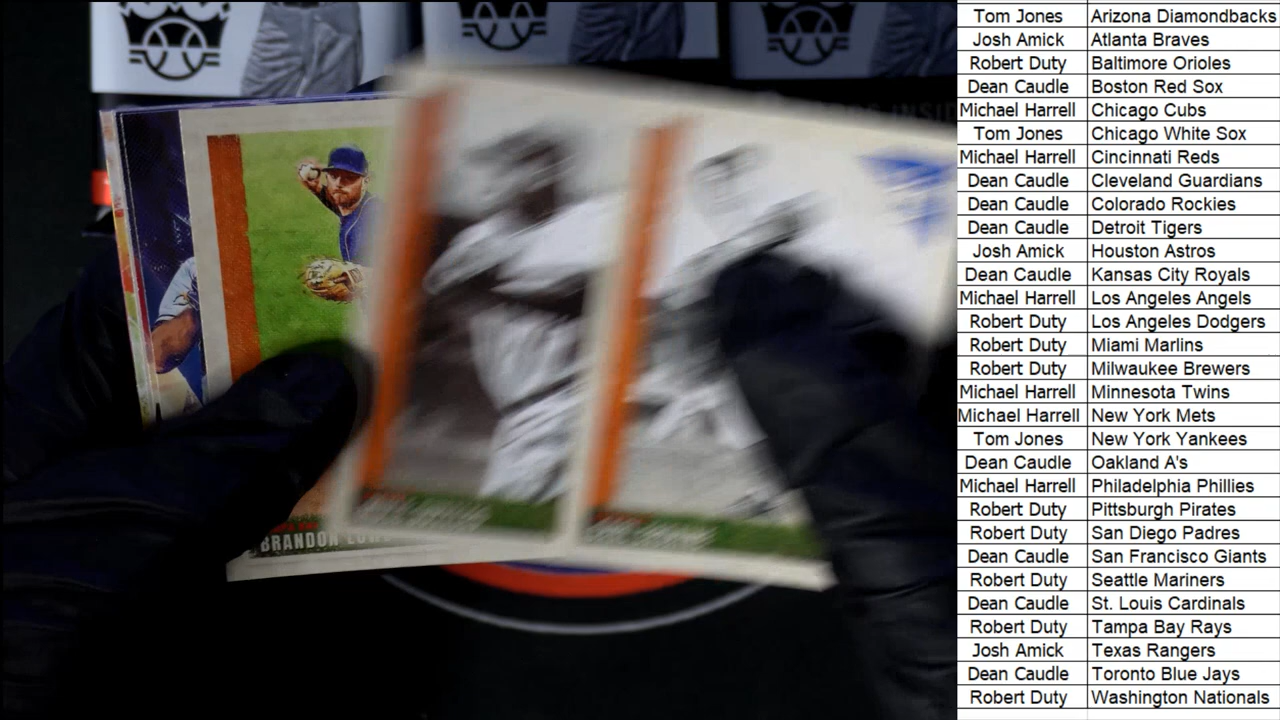 Tom Jones Arizona Diamondbacks
Josh Amick Atlanta Braves
Robert Duty Baltimore Orioles
Dean Caudle Boston Red Sox
Michael Harrell Chicago Cubs
Tom Jones Chicago White Sox
Michael Harrell Cincinnati Reds
Dean Caudle Cleveland Guardians
Dean Caudle Colorado Rockies
Dean Caudle Detroit Tigers
Josh Amick Houston Astros
Dean Caudle Kansas City Royals
Michael Harrell Los Angeles Angels
Robert Duty Los Angeles Dodgers
Robert Duty Miami Marlins
Robert Duty Milwaukee Brewers
Michael Harrell Minnesota Twins
Michael Harrell New York Mets
Tom Jones New York Yankees
Dean Caudle Oakland A's
Michael Harrell Philadelphia Phillies
Robert Duty Pittsburgh Pirates
Robert Duty San Diego Padres
Dean Caudle San Francisco Giants
Robert Duty Seattle Mariners
Dean Caudle St. Louis Cardinals
Robert Duty Tampa Bay Rays
Josh Amick Texas Rangers
Dean Caudle Toronto Blue Jays
Robert Duty Washington Nationals
BRANDON